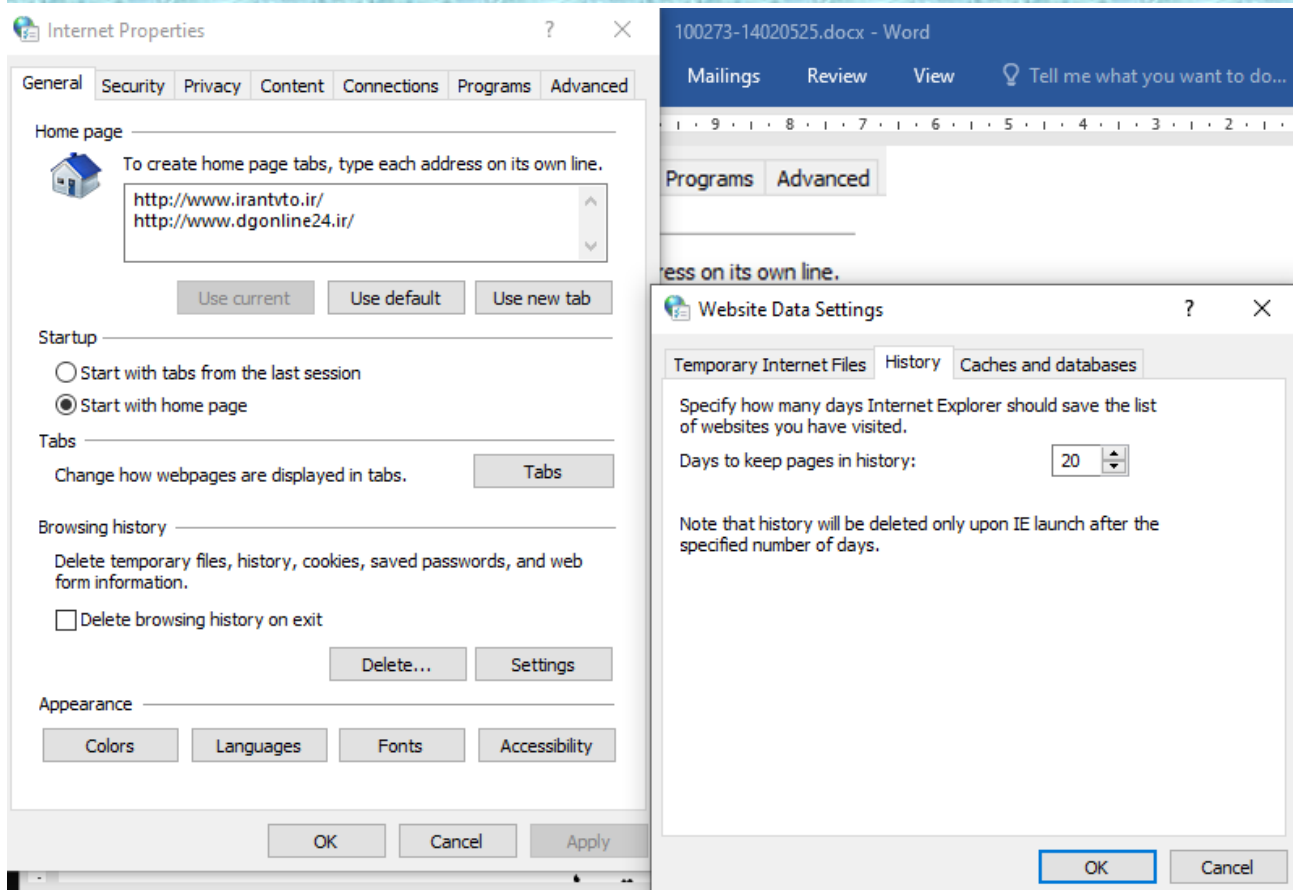 Internet Properties
General Security Privacy Content Connections Programs Advanced
Home page
To create home page tabs, type each address on its own line.
http://www.irantvto.ir/
http://www.dgonline24.ir/
Use current Use default Use new tab
Startup
Start with tabs from the last session
Start with home page
Tabs
Change how webpages are displayed in tabs.
Tabs
Browsing history
Delete temporary files, history, cookies, saved passwords, and web
form information.
Delete browsing history on exit
Delete... Settings
Appearance
Colors Languages Fonts Accessibility
OK Cancel Apply
100273-14020525.docx - Word
Mailings Review View Tell me what you want to do...
9 8 7 6 5 4 3 2
Programs Advanced
ress on its own line.
Website Data Settings
Temporary Internet Files History Caches and databases
Specify how many days Internet Explorer should save the list
of websites you have visited.
Days to keep pages in history: 20
Note that history will be deleted only upon IE launch after the
specified number of days.
OK Cancel